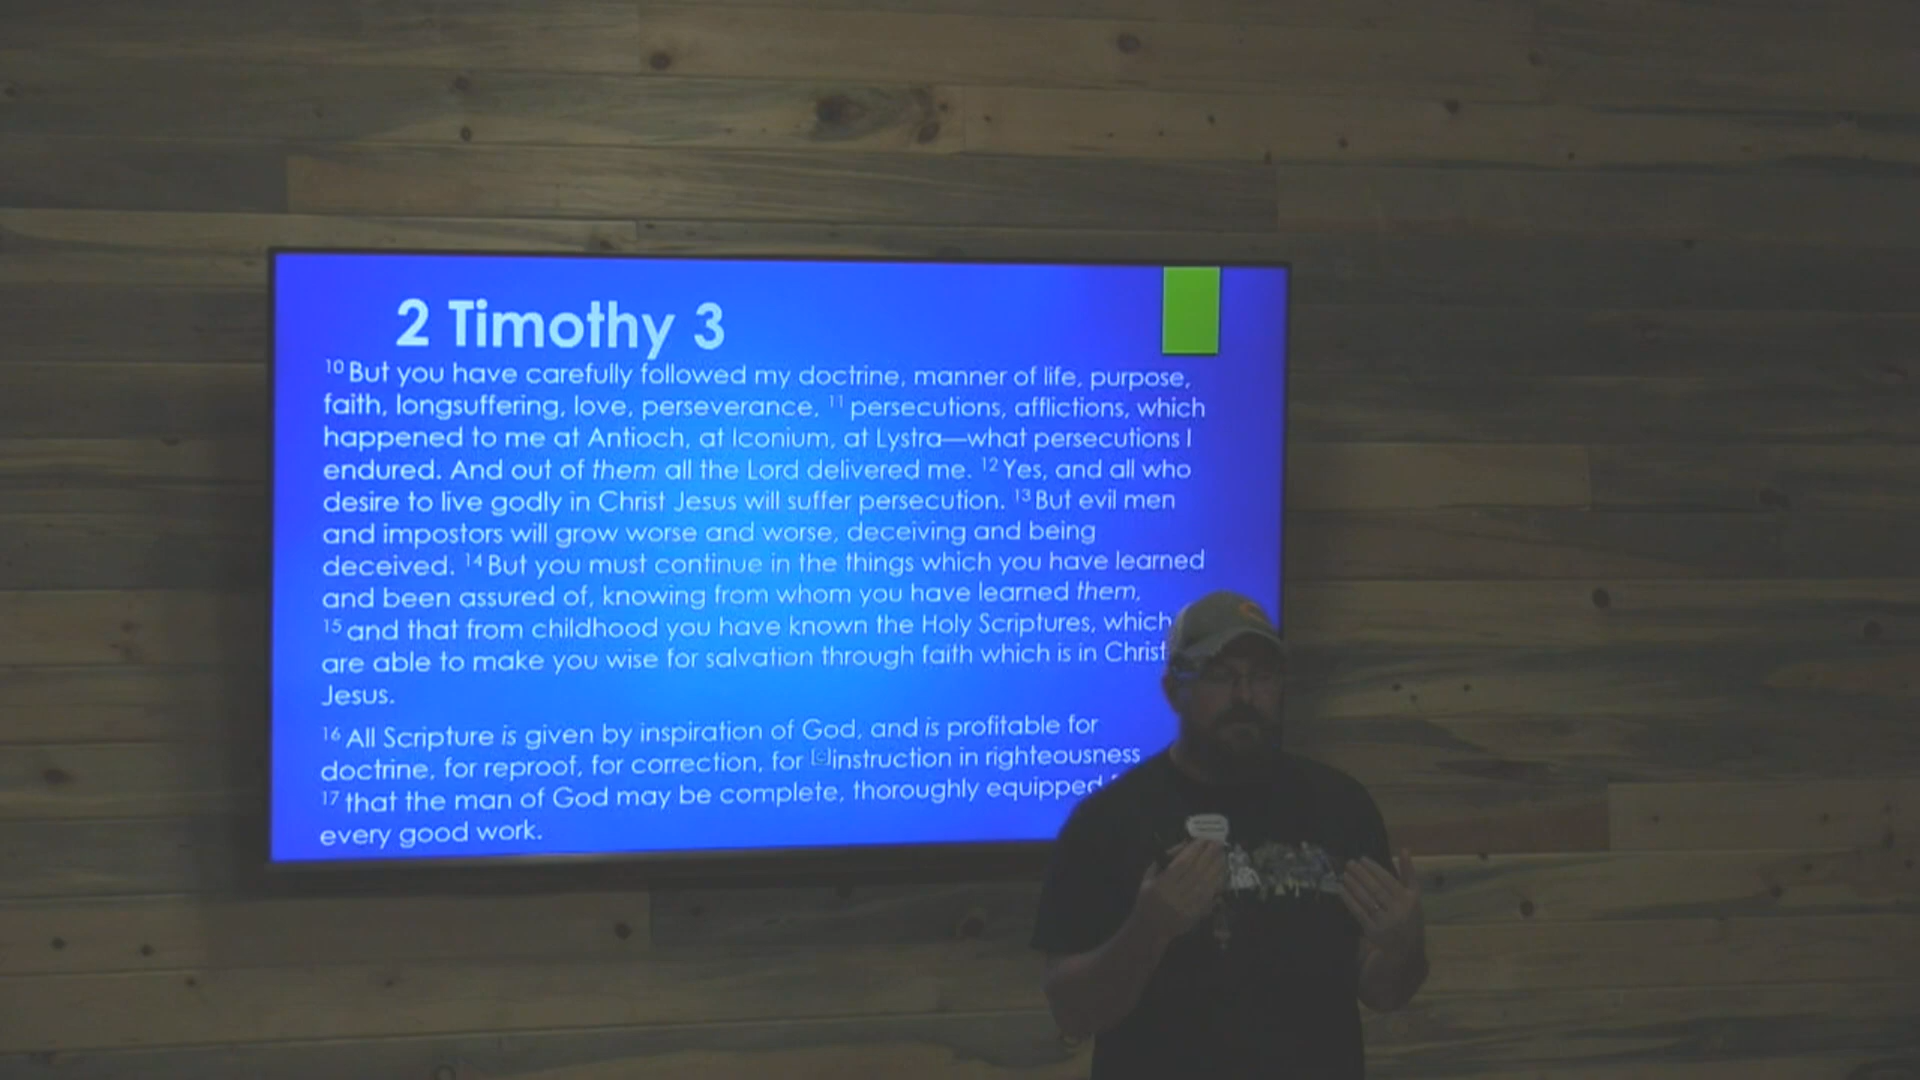 2 Timothy 3
10 But you have carefully followed my doctrine, manner of life, purpose,
faith, longsuffering, love, perseverance, 11 persecutions, afflictions, which
happened to me at Antioch, at Iconium, at Lystra—what persecutions I
endured. And out of them all the Lord delivered me. 12 Yes, and all who
desire to live godly in Christ Jesus will suffer persecution. 13 But evil men
and impostors will grow worse and worse, deceiving and being
deceived. 14 But you must continue in the things which you have learned
and been assured of, knowing from whom you have learned them,
15 and that from childhood you have known the Holy Scriptures, which
are able to make you wise for salvation through faith which is in Christ
Jesus.
16 All Scripture is given by inspiration of God, and is profitable for
doctrine, for reproof, for correction, for [c]instruction in righteousness
17 that the man of God may be complete, thoroughly equipped
every good work.